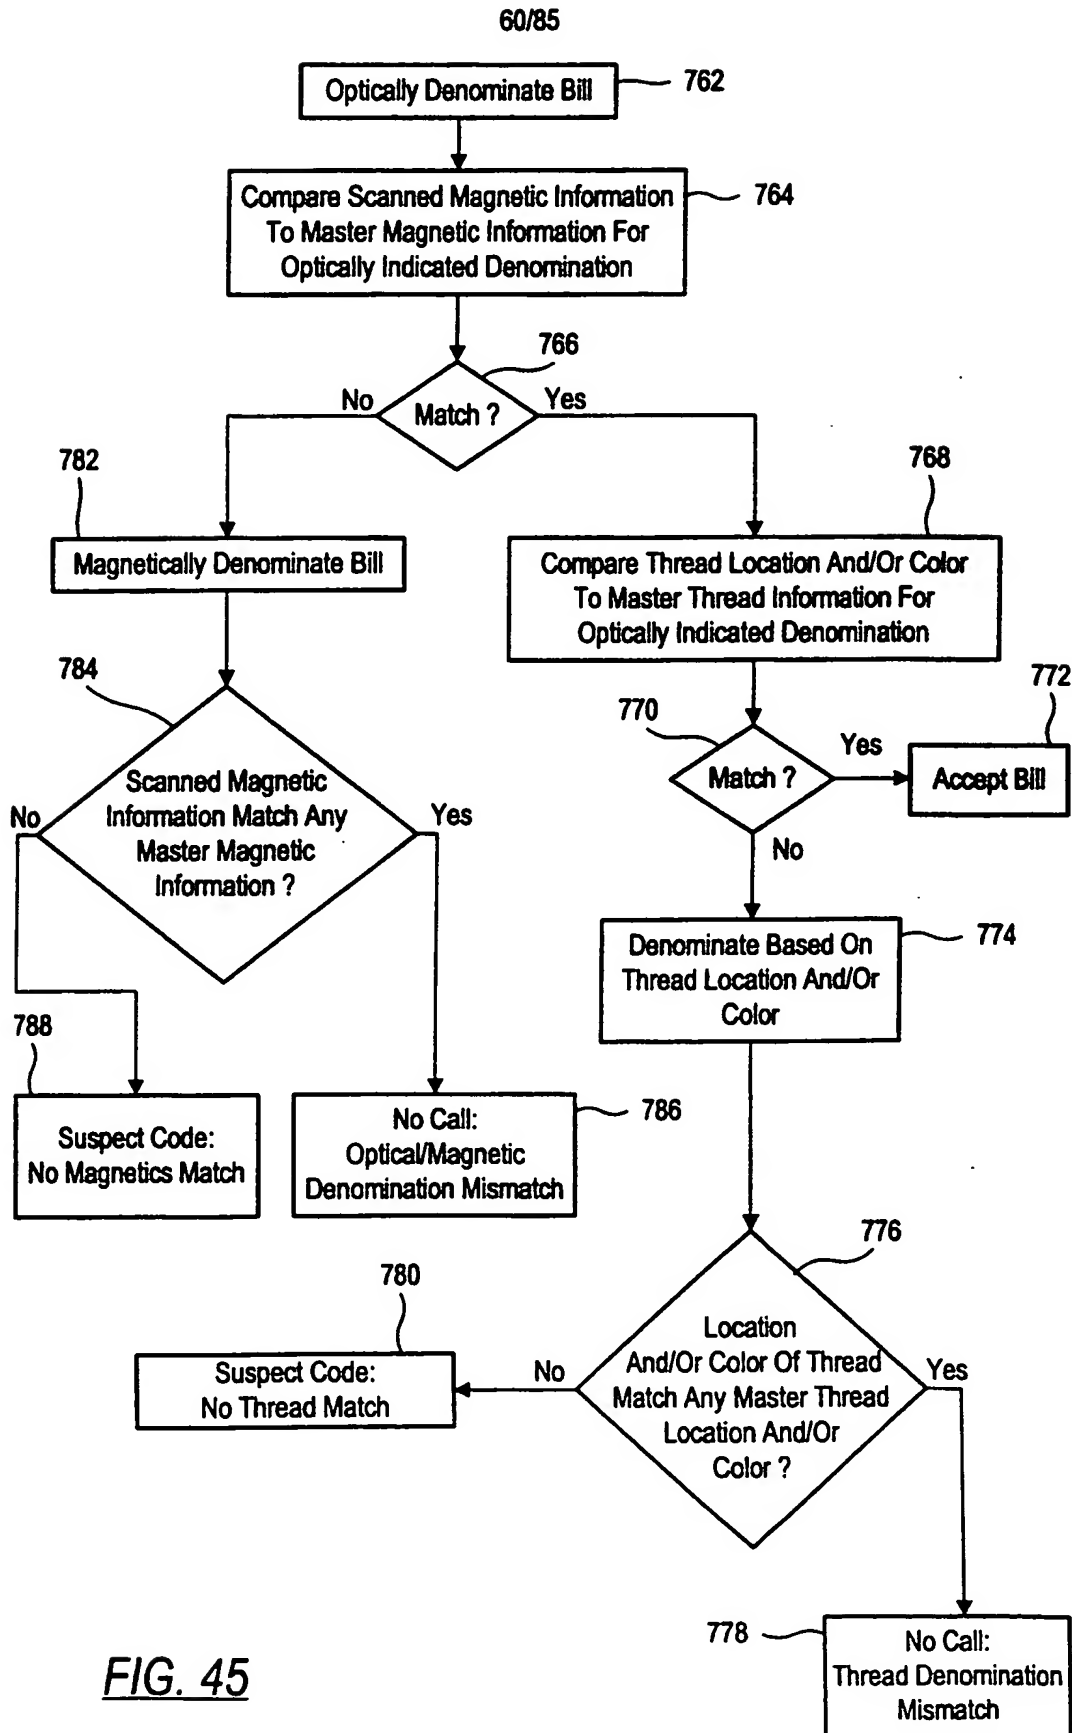 60/85
Optically Denominate Bill
762
Compare Scanned Magnetic Information
To Master Magnetic Information For
Optically Indicated Denomination
764
766
Match ?
No
Yes
782
Magnetically Denominate Bill
768
Compare Thread Location And/Or Color
To Master Thread Information For
Optically Indicated Denomination
784
Scanned Magnetic
Information Match Any
Master Magnetic
Information ?
No
Yes
770
Match ?
Yes
772
Accept Bill
No
Denominate Based On
Thread Location And/Or
Color
774
788
Suspect Code:
No Magnetics Match
No Call:
Optical/Magnetic
Denomination Mismatch
786
776
Location
And/Or Color Of Thread
Match Any Master Thread
Location And/Or
Color ?
No
Yes
780
Suspect Code:
No Thread Match
778
No Call:
Thread Denomination
Mismatch
FIG. 45